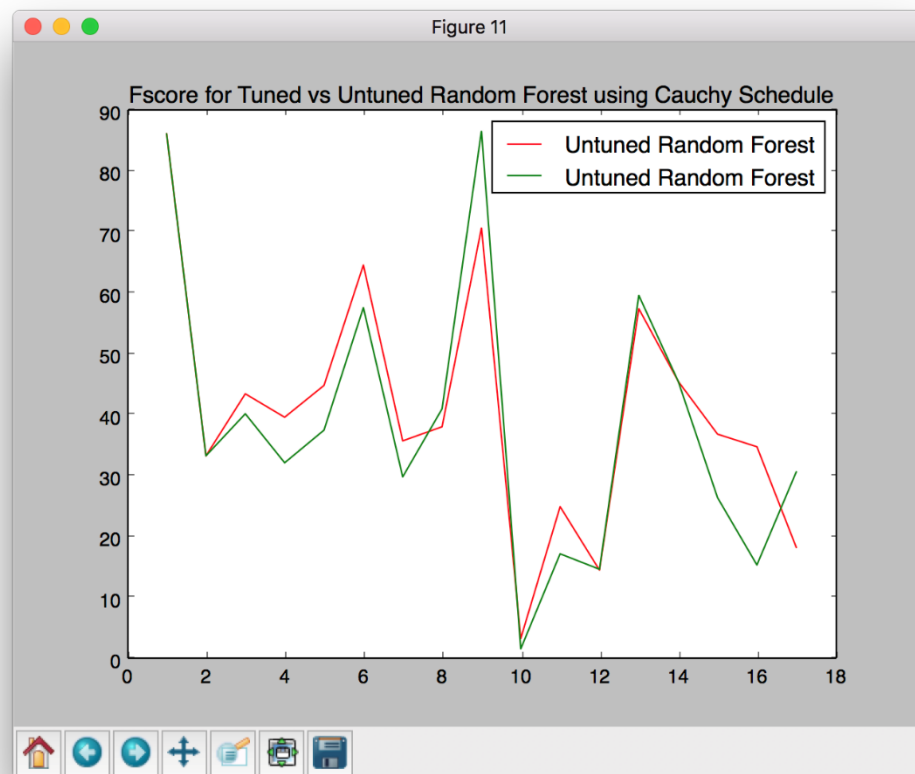 Figure 11
Fscore for Tuned vs Untuned Random Forest using Cauchy Schedule
Untuned Random Forest
Untuned Random Forest
90
80
70
60
50
40
30
20
10
0
0 2 4 6 8 10 12 14 16 18